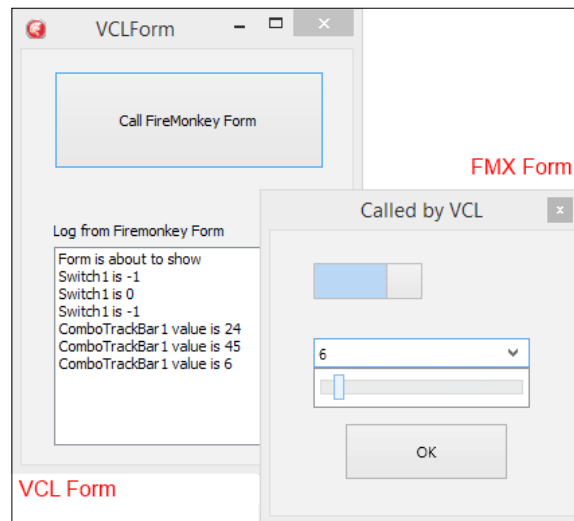 VCLForm
Call FireMonkey Form
FMX Form
Called by VCL
Log from Firemonkey Form
Form is about to show
Switch1 is -1
Switch1 is 0
Switch1 is -1
ComboTrackBar1 value is 24
ComboTrackBar1 value is 45
ComboTrackBar1 value is 6
6
OK
VCL Form